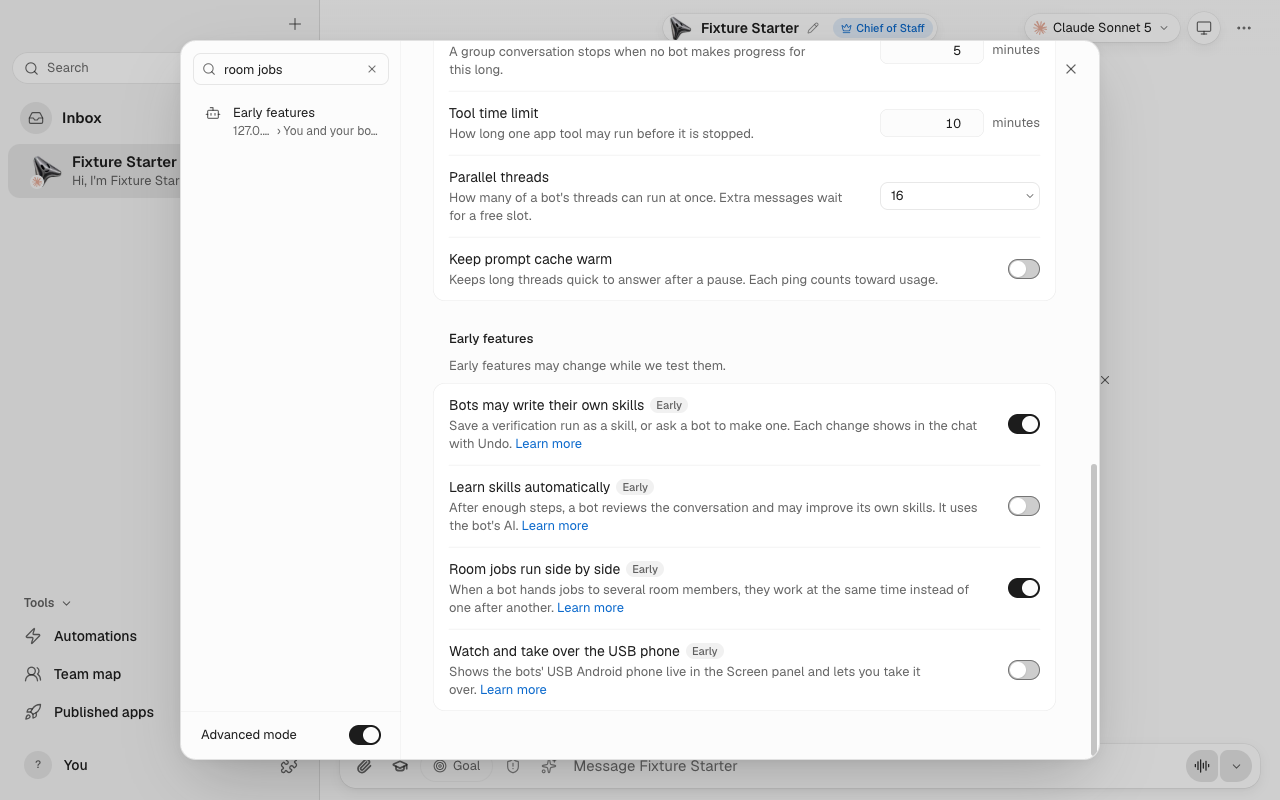 Fixture Starter
Chief of Staff
Claude Sonnet 5
Search
Inbox
Fixture Starter
Hi, I'm Fixture Star
Tools
Automations
Team map
Published apps
? You
room jobs
Early features
127.0.... › You and your bo...
Advanced mode
A group conversation stops when no bot makes progress for
this long.
5 minutes
Tool time limit
How long one app tool may run before it is stopped.
10 minutes
Parallel threads
How many of a bot's threads can run at once. Extra messages wait
for a free slot.
16
Keep prompt cache warm
Keeps long threads quick to answer after a pause. Each ping counts toward usage.
Early features
Early features may change while we test them.
Bots may write their own skills Early
Save a verification run as a skill, or ask a bot to make one. Each change shows in the chat
with Undo. Learn more
Learn skills automatically Early
After enough steps, a bot reviews the conversation and may improve its own skills. It uses
the bot's AI. Learn more
Room jobs run side by side Early
When a bot hands jobs to several room members, they work at the same time instead of
one after another. Learn more
Watch and take over the USB phone Early
Shows the bots' USB Android phone live in the Screen panel and lets you take it
over. Learn more
Goal
Message Fixture Starter